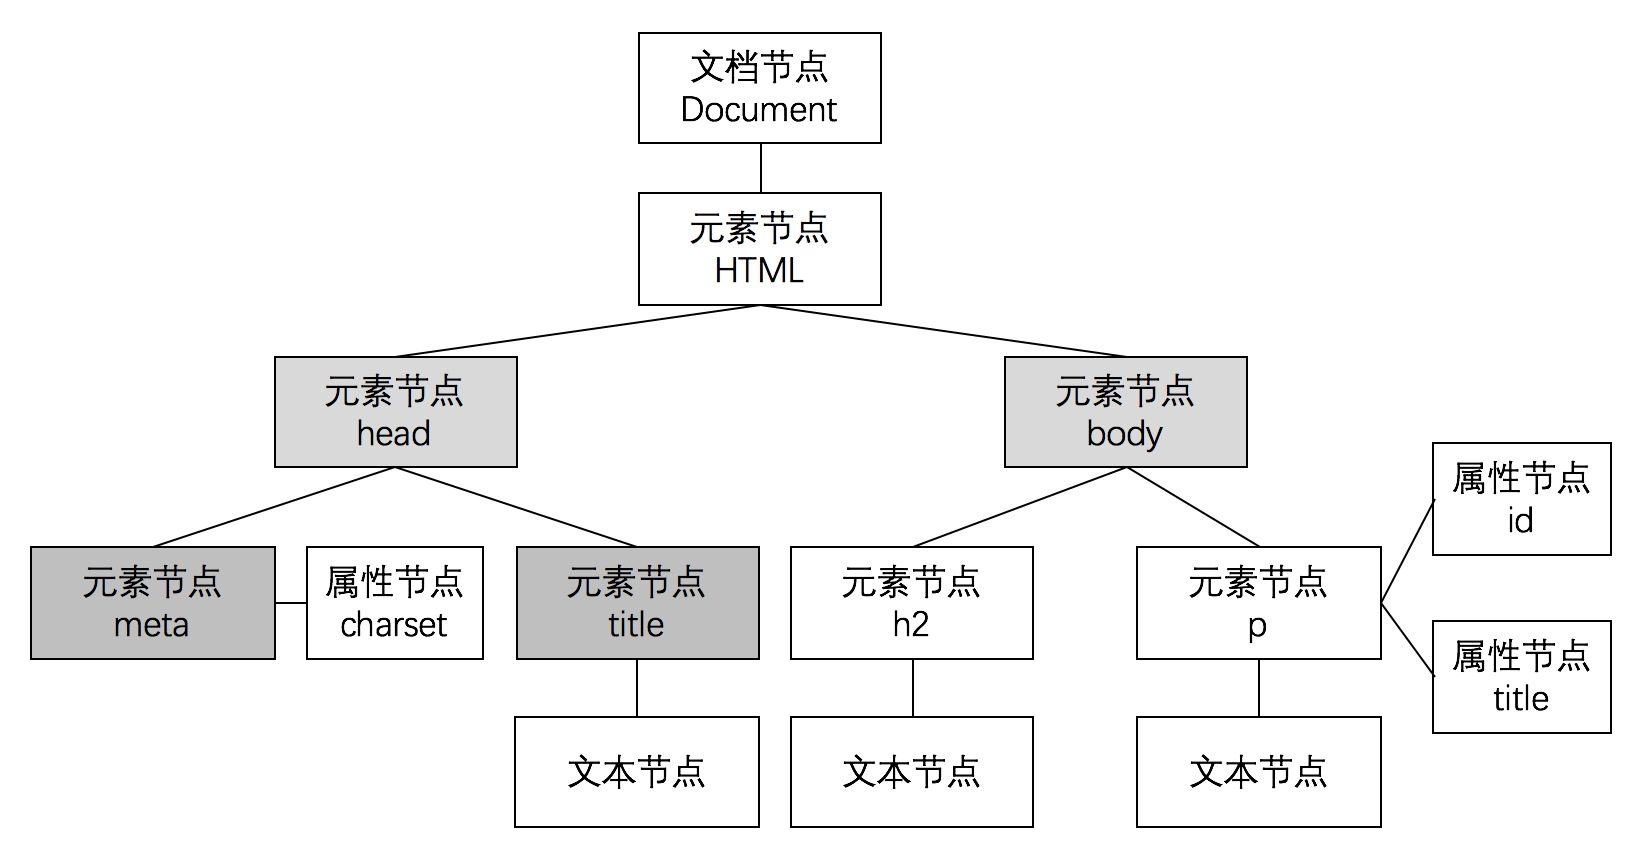 文档节点
Document
元素节点
HTML
元素节点
head
元素节点
body
属性节点
id
元素节点
meta
属性节点
charset
元素节点
title
元素节点
h2
元素节点
p
属性节点
title
文本节点
文本节点
文本节点